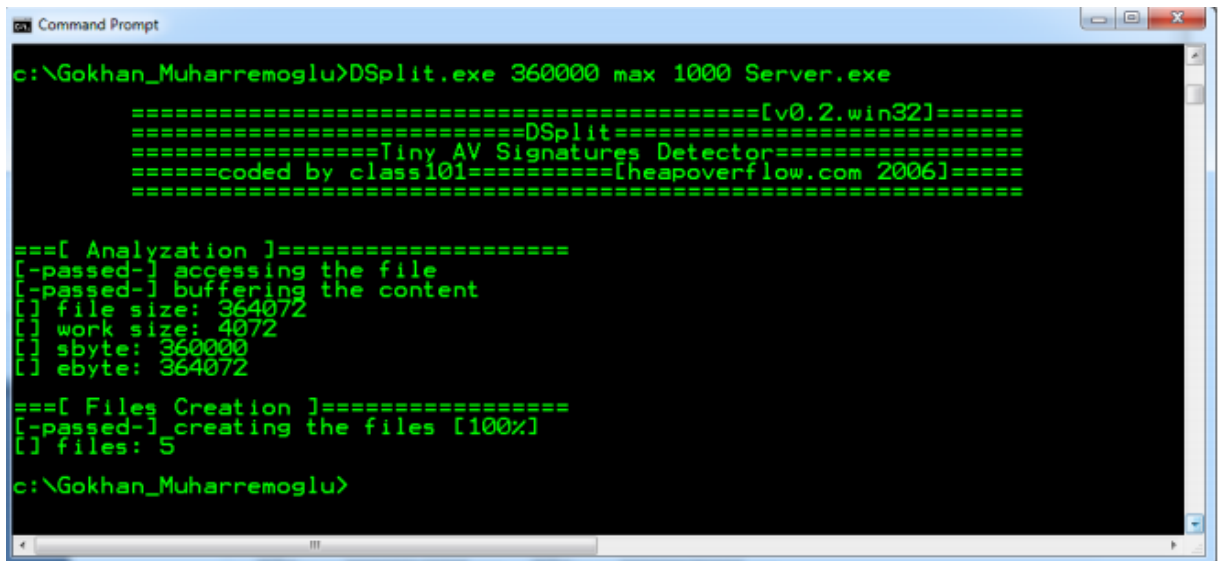 Command Prompt
c:\Gokhan_Muharremoglu>DSplit.exe 360000 max 1000 Server.exe
===========================================[v0.2.win32]======
===========================DSplit============================
=================Tiny AV Signatures Detector=================
======coded by class101==========[heapoverflow.com 2006]=====
=============================================================
===[ Analyzation ]====================
[-passed-] accessing the file
[-passed-] buffering the content
[] file size: 364072
[] work size: 4072
[] sbyte: 360000
[] ebyte: 364072
===[ Files Creation ]=================
[-passed-] creating the files [100%]
[] files: 5
c:\Gokhan_Muharremoglu>